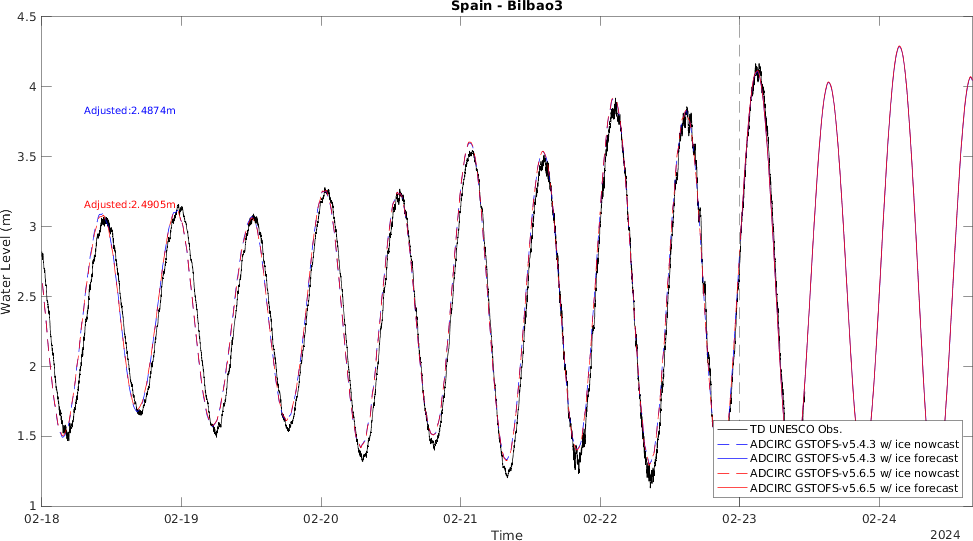 Spain - Bilbao3
4.5
4
3.5
3
2.5
2
1.5
1
Water Level (m)
Adjusted:2.4874m
Adjusted:2.4905m
TD UNESCO Obs.
ADCIRC GSTOFS-v5.4.3 w/ ice nowcast
ADCIRC GSTOFS-v5.4.3 w/ ice forecast
ADCIRC GSTOFS-v5.6.5 w/ ice nowcast
ADCIRC GSTOFS-v5.6.5 w/ ice forecast
02-18 02-19 02-20 02-21 02-22 02-23 02-24
Time
2024